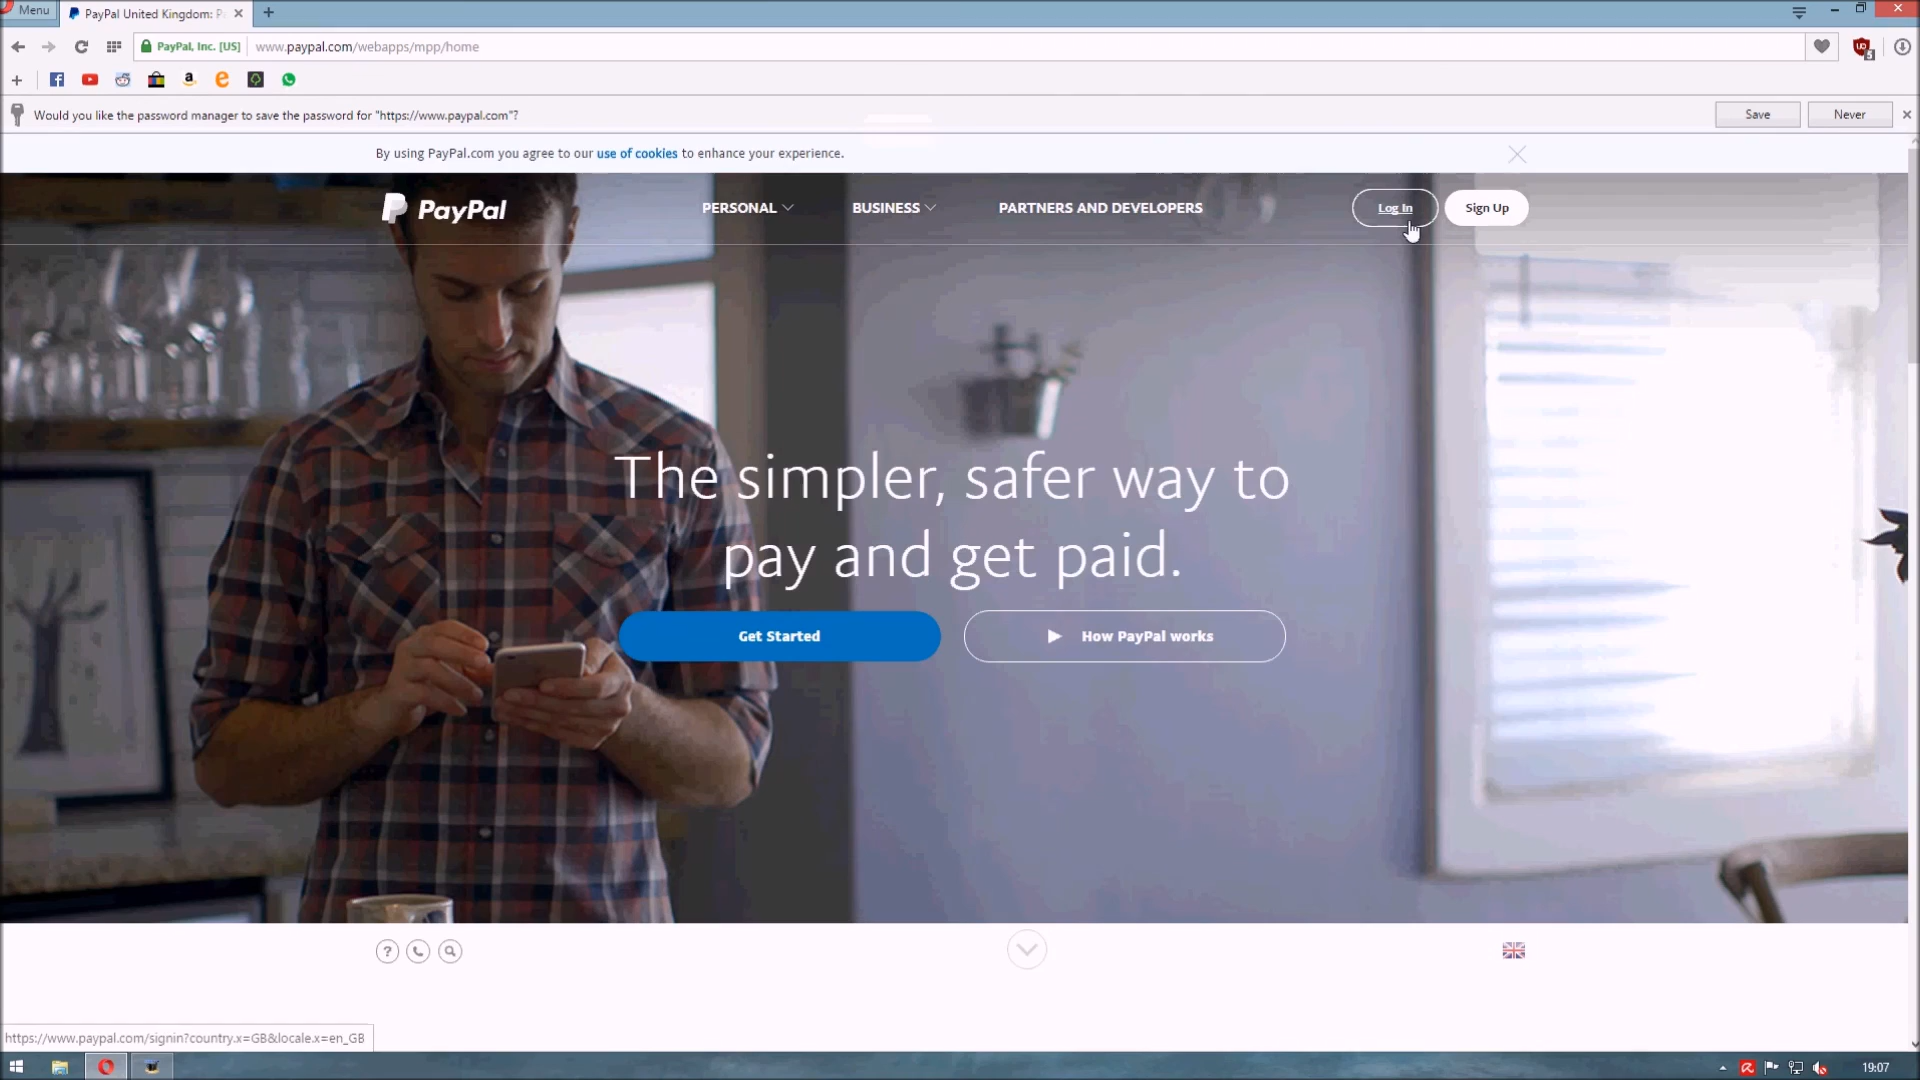 Menu
PayPal United Kingdom: P
PayPal, Inc. [US]
www.paypal.com/webapps/mpp/home
5
Would you like the password manager to save the password for "https://www.paypal.com"?
Save
Never
By using PayPal.com you agree to our use of cookies to enhance your experience.
PayPal
PERSONAL
BUSINESS
PARTNERS AND DEVELOPERS
Log In
Sign Up
The simpler, safer way to
pay and get paid.
Get Started
How PayPal works
https://www.paypal.com/signin?country.x=GB&locale.x=en_GB
19:07